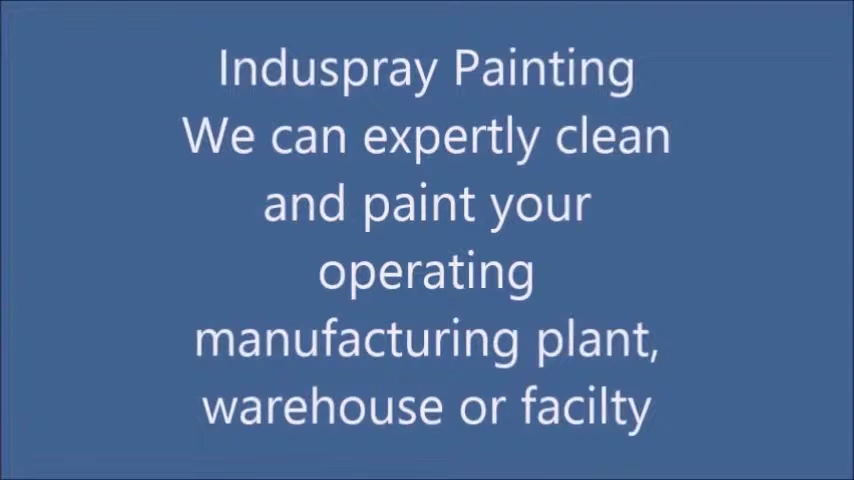 Induspray Painting
We can expertly clean
and paint your
operating
manufacturing plant,
warehouse or facilty